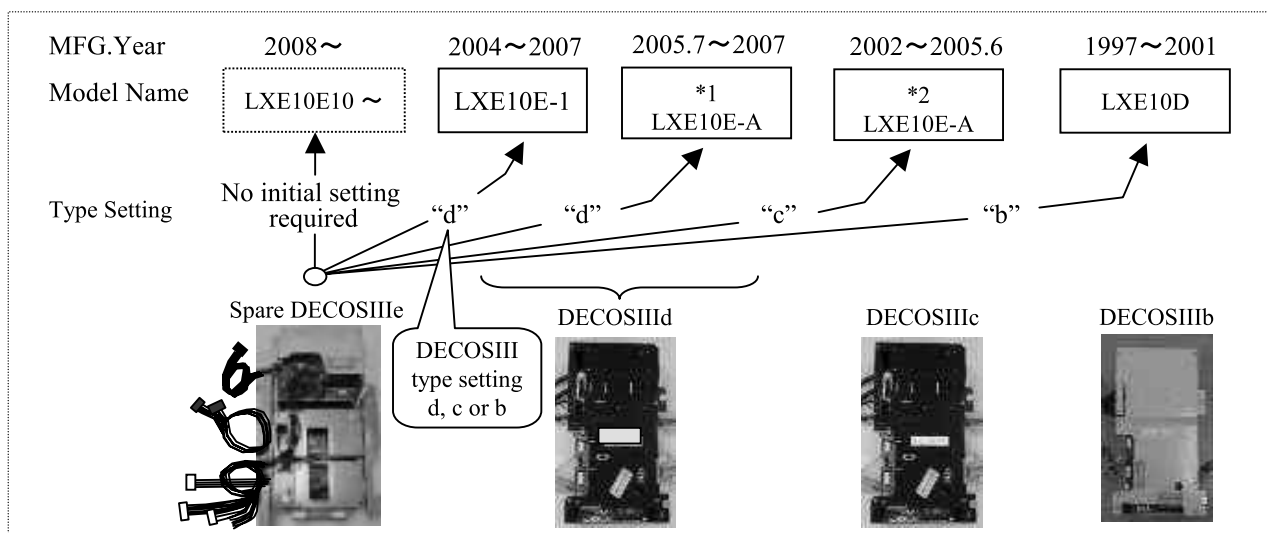 MFG.Year 2008～ 2004～2007 2005.7～2007 2002～2005.6 1997～2001
Model Name LXE10E10 ～ LXE10E-1 *1 LXE10E-A *2 LXE10E-A LXE10D
No initial setting
required
Type Setting “d” “d” “c” “b”
Spare DECOSIIIe DECOSIIId DECOSIIIc DECOSIIIb
DECOSIII
type setting
d, c or b